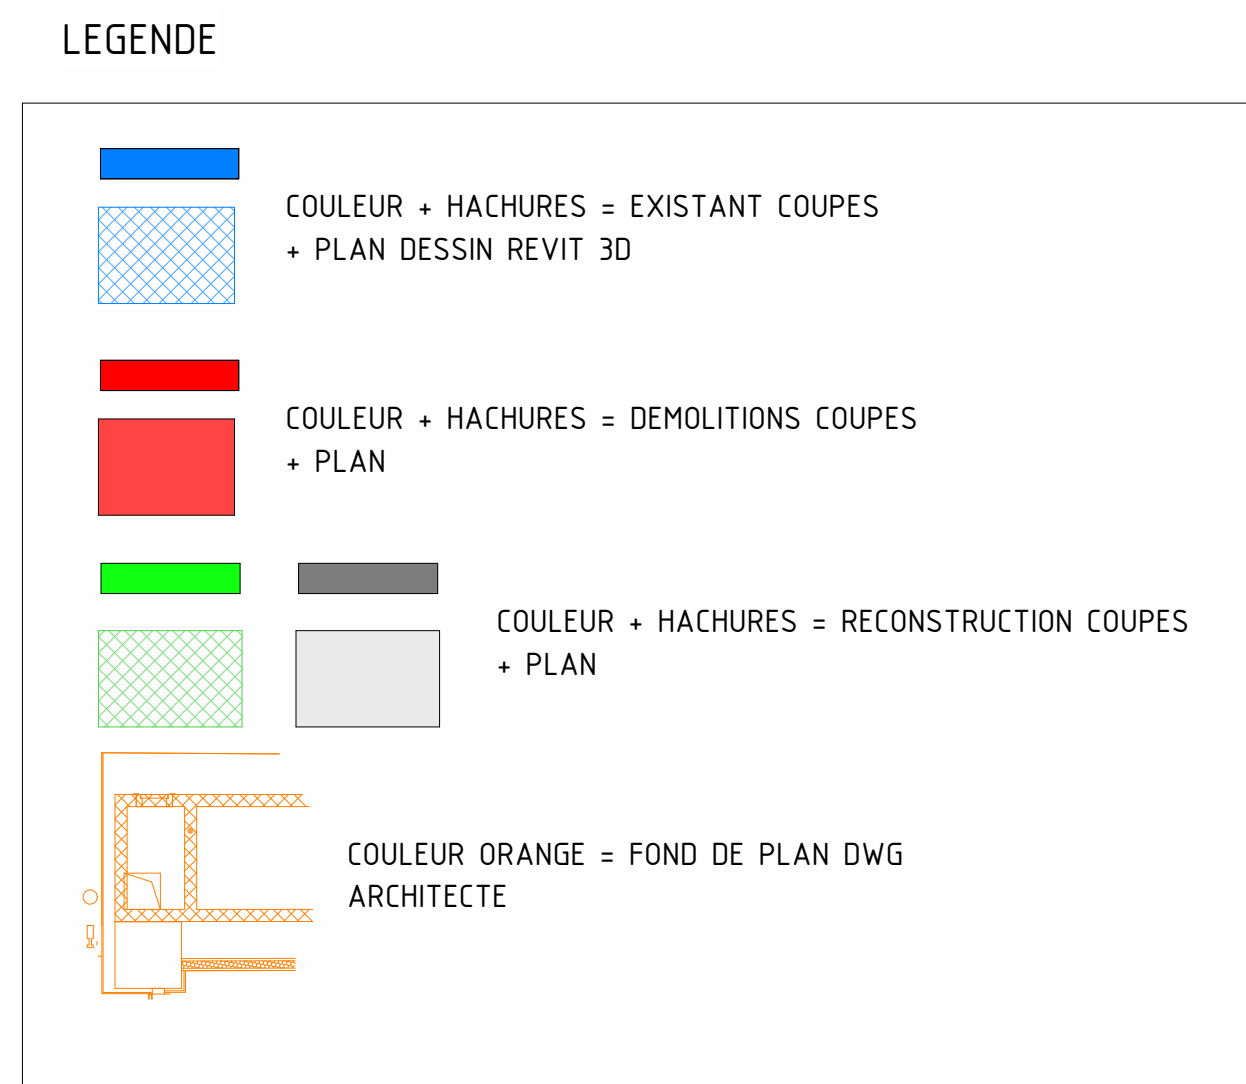 LEGENDE
COULEUR + HACHURES = EXISTANT COUPES
+ PLAN DESSIN REVIT 3D
COULEUR + HACHURES = DEMOLITIONS COUPES
+ PLAN
COULEUR + HACHURES = RECONSTRUCTION COUPES
+ PLAN
COULEUR ORANGE = FOND DE PLAN DWG
ARCHITECTE